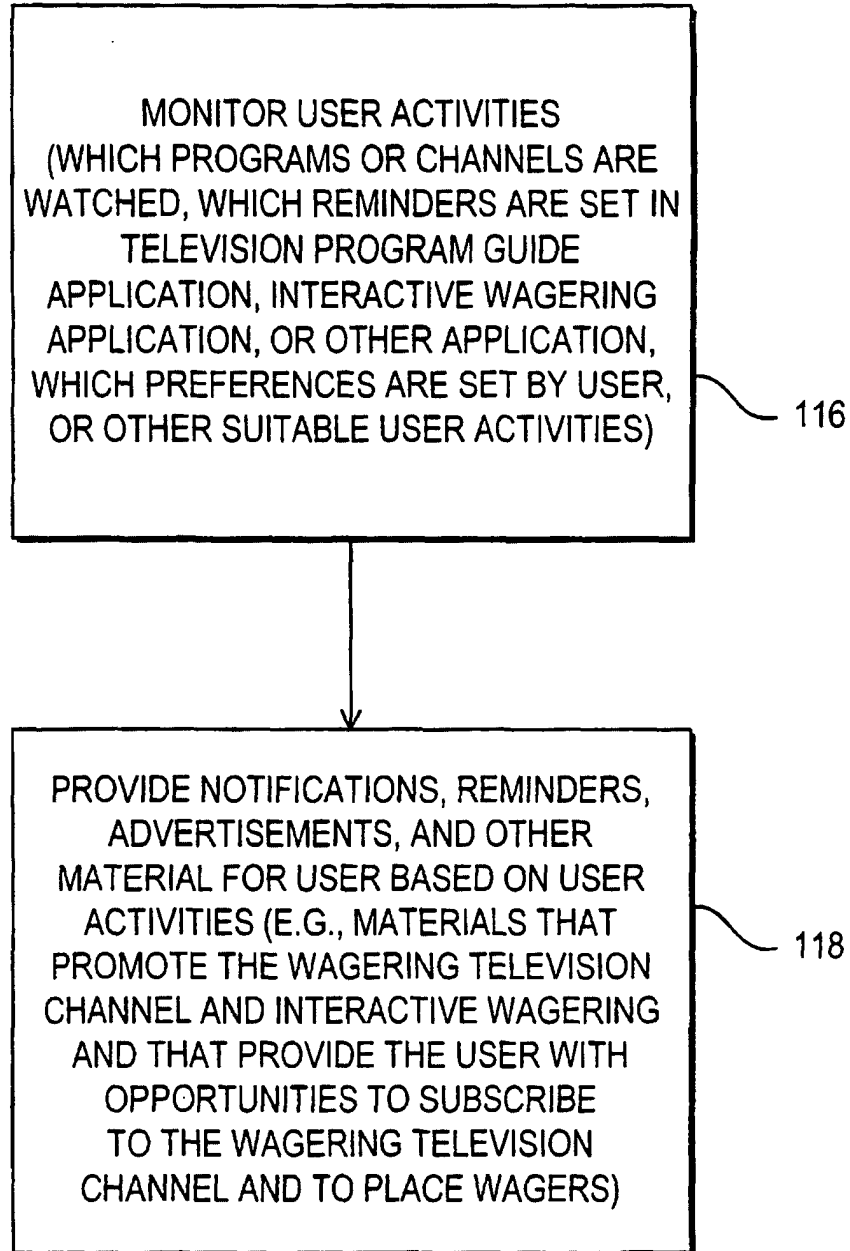 MONITOR USER ACTIVITIES
(WHICH PROGRAMS OR CHANNELS ARE
WATCHED, WHICH REMINDERS ARE SET IN
TELEVISION PROGRAM GUIDE
APPLICATION, INTERACTIVE WAGERING
APPLICATION, OR OTHER APPLICATION,
WHICH PREFERENCES ARE SET BY USER,
OR OTHER SUITABLE USER ACTIVITIES)
116
PROVIDE NOTIFICATIONS, REMINDERS,
ADVERTISEMENTS, AND OTHER
MATERIAL FOR USER BASED ON USER
ACTIVITIES (E.G., MATERIALS THAT
PROMOTE THE WAGERING TELEVISION
CHANNEL AND INTERACTIVE WAGERING
AND THAT PROVIDE THE USER WITH
OPPORTUNITIES TO SUBSCRIBE
TO THE WAGERING TELEVISION
CHANNEL AND TO PLACE WAGERS)
118